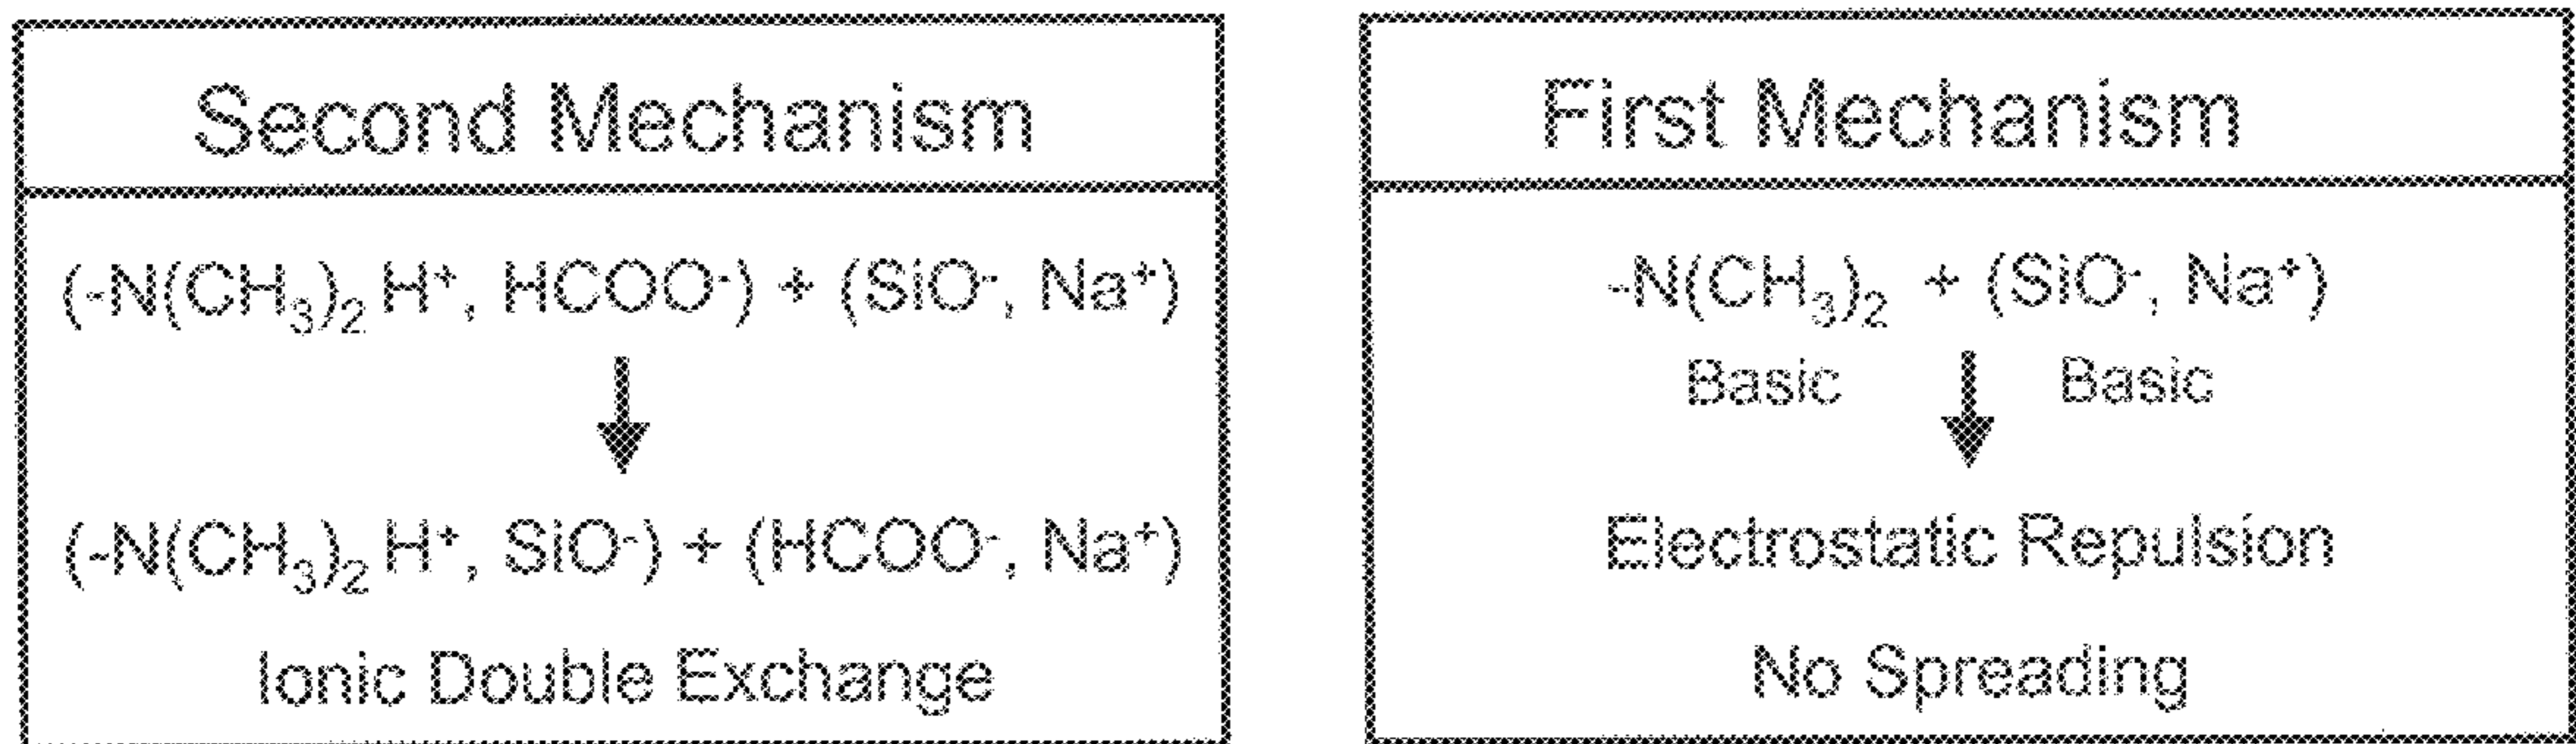 Second Mechanism
(-N(CH₃)₂ H⁺, HCOO⁻) + (SiO⁻, Na⁺)
(-N(CH₃)₂ H⁺, SiO⁻) + (HCOO⁻, Na⁺)
Ionic Double Exchange
First Mechanism
-N(CH₃)₂ + (SiO⁻, Na⁺)
Basic Basic
Electrostatic Repulsion
No Spreading